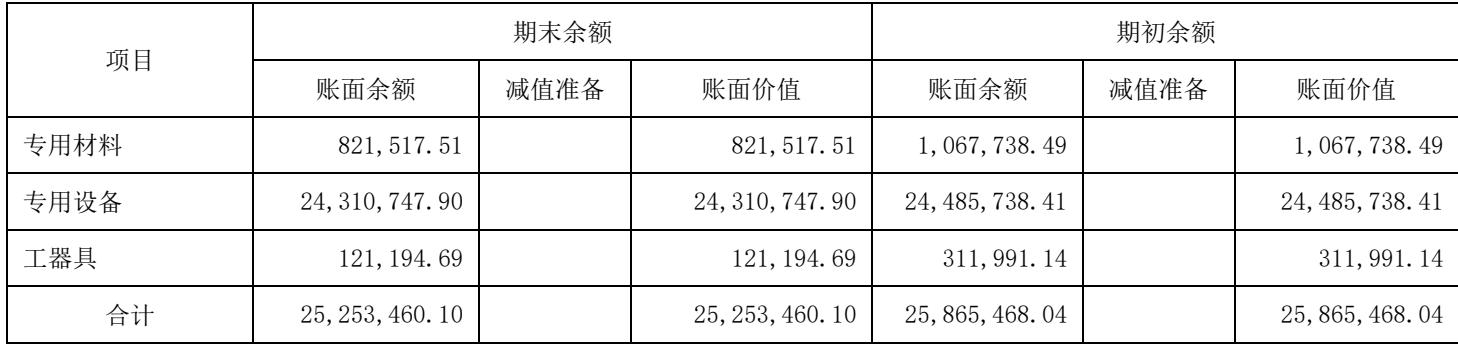 项目 期末余额 期初余额
账面余额 减值准备 账面价值 账面余额 减值准备 账面价值
专用材料 821,517.51 821,517.51 1,067,738.49 1,067,738.49
专用设备 24,310,747.90 24,310,747.90 24,485,738.41 24,485,738.41
工器具 121,194.69 121,194.69 311,991.14 311,991.14
合计 25,253,460.10 25,253,460.10 25,865,468.04 25,865,468.04